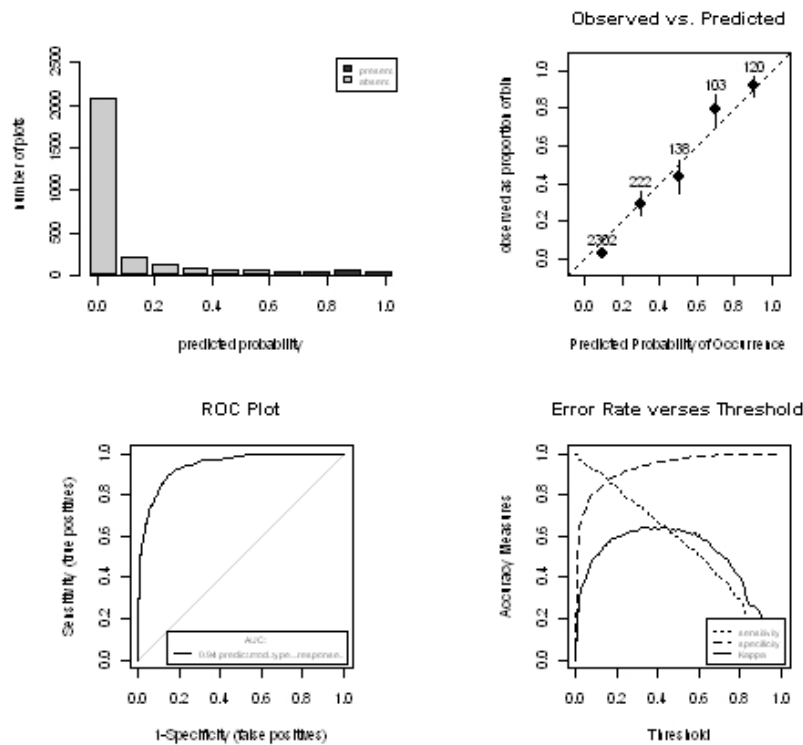 Observed vs. Predicted
number of plots
0 500 1000 1500 2000 2500
present
absent
0.0 0.2 0.4 0.6 0.8 1.0
predicted probability
observed as proportion of bin
0.0 0.2 0.4 0.6 0.8 1.0
222
138
103
120
0.0 0.2 0.4 0.6 0.8 1.0
Predicted Probability of Occurrence
ROC Plot
Sensitivity (true positives)
0.0 0.2 0.4 0.6 0.8 1.0
AUC:
0.94
0.0 0.2 0.4 0.6 0.8 1.0
1-Specificity (false positives)
Error Rate verses Threshold
Accuracy Measures
0.0 0.2 0.4 0.6 0.8 1.0
sensitivity
specificity
Kappa
0.0 0.2 0.4 0.6 0.8 1.0
Threshold